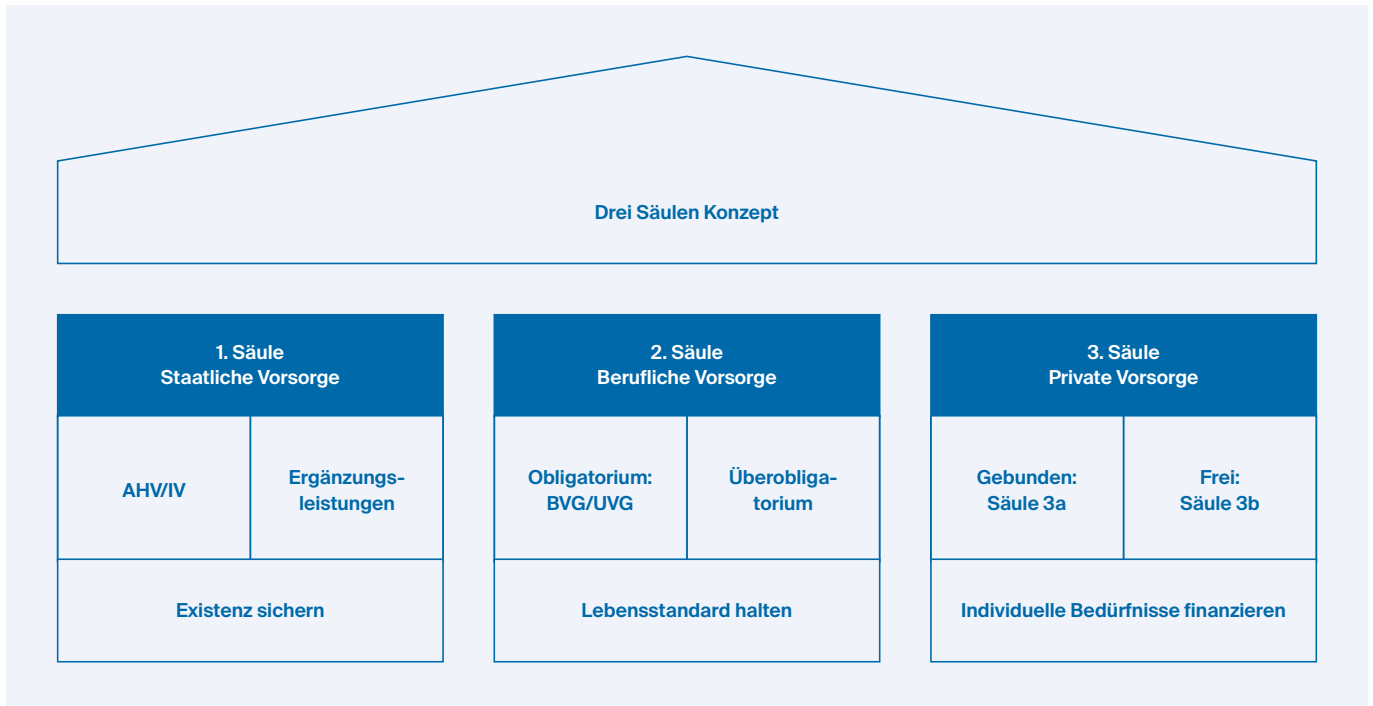 Drei Säulen Konzept
1. Säule
Staatliche Vorsorge
AHV/IV
Ergänzungs-
leistungen
Existenz sichern
2. Säule
Berufliche Vorsorge
Obligatorium:
BVG/UVG
Überobliga-
torium
Lebensstandard halten
3. Säule
Private Vorsorge
Gebunden:
Säule 3a
Frei:
Säule 3b
Individuelle Bedürfnisse finanzieren